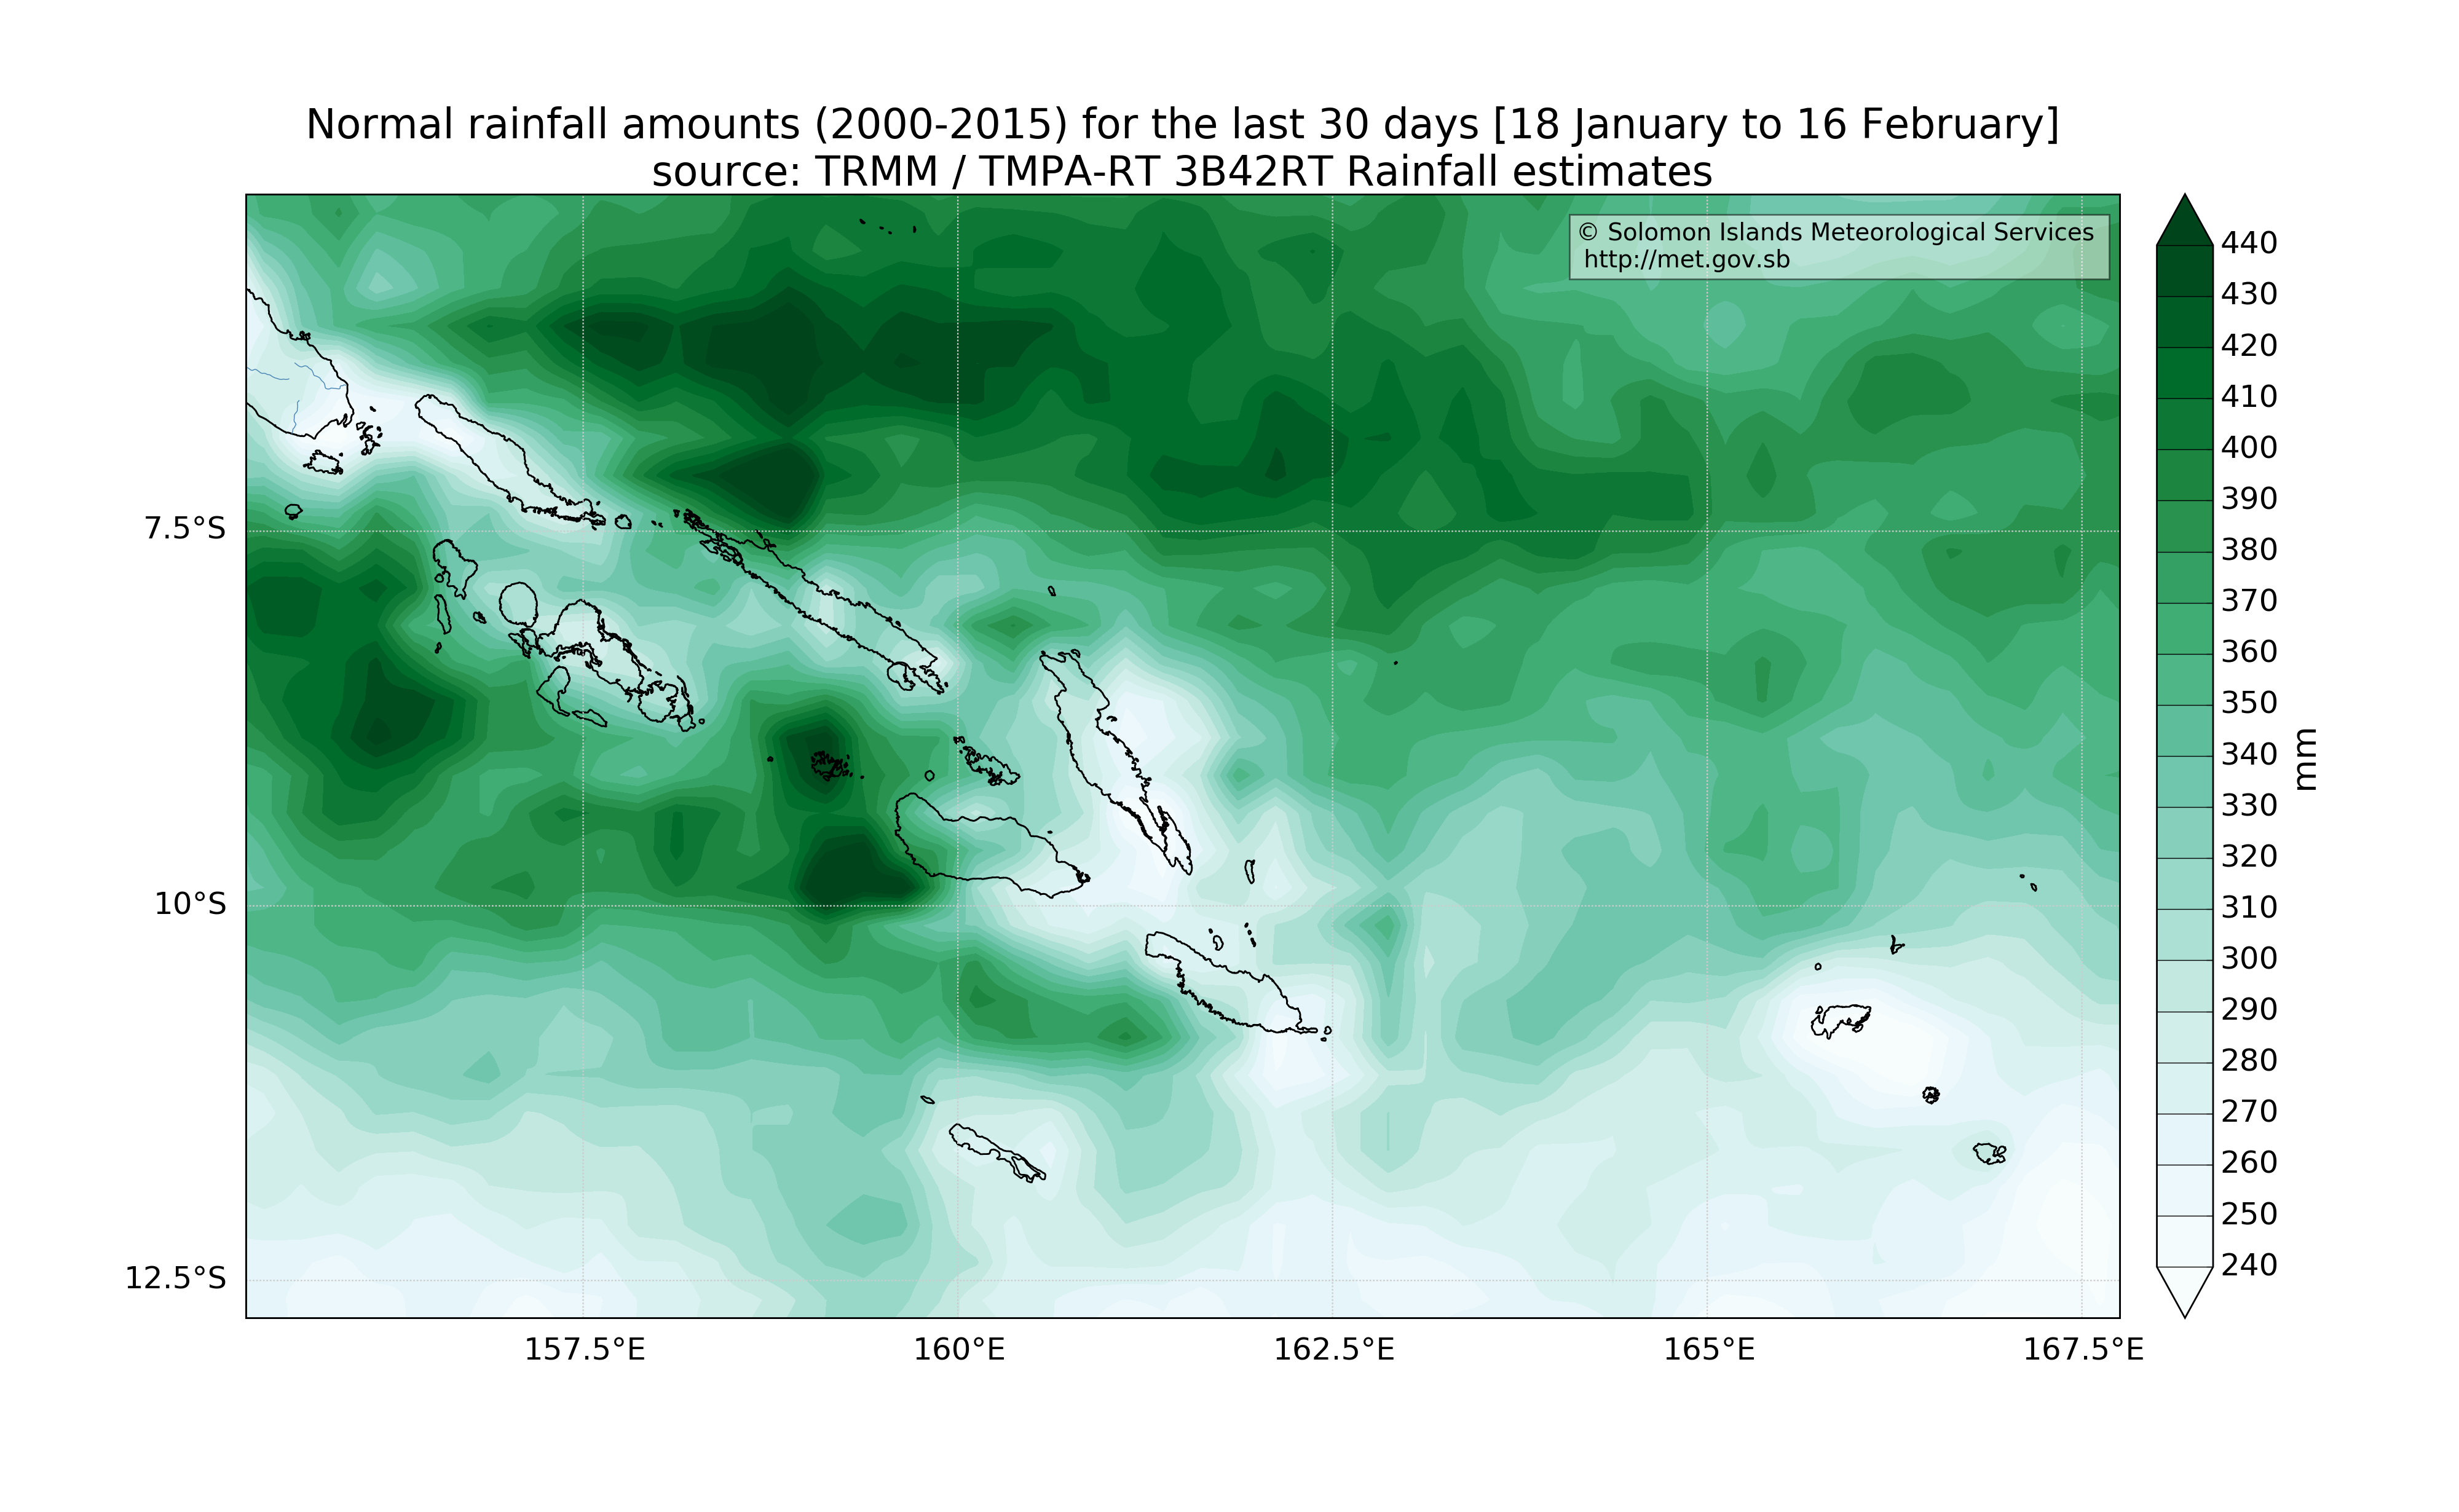 Normal rainfall amounts (2000-2015) for the last 30 days [18 January to 16 February]
source: TRMM / TMPA-RT 3B42RT Rainfall estimates
© Solomon Islands Meteorological Services
http://met.gov.sb
7.5°S
10°S
12.5°S
157.5°E
160°E
162.5°E
165°E
167.5°E
440
430
420
410
400
390
380
370
360
350
340
330
320
310
300
290
280
270
260
250
240
mm